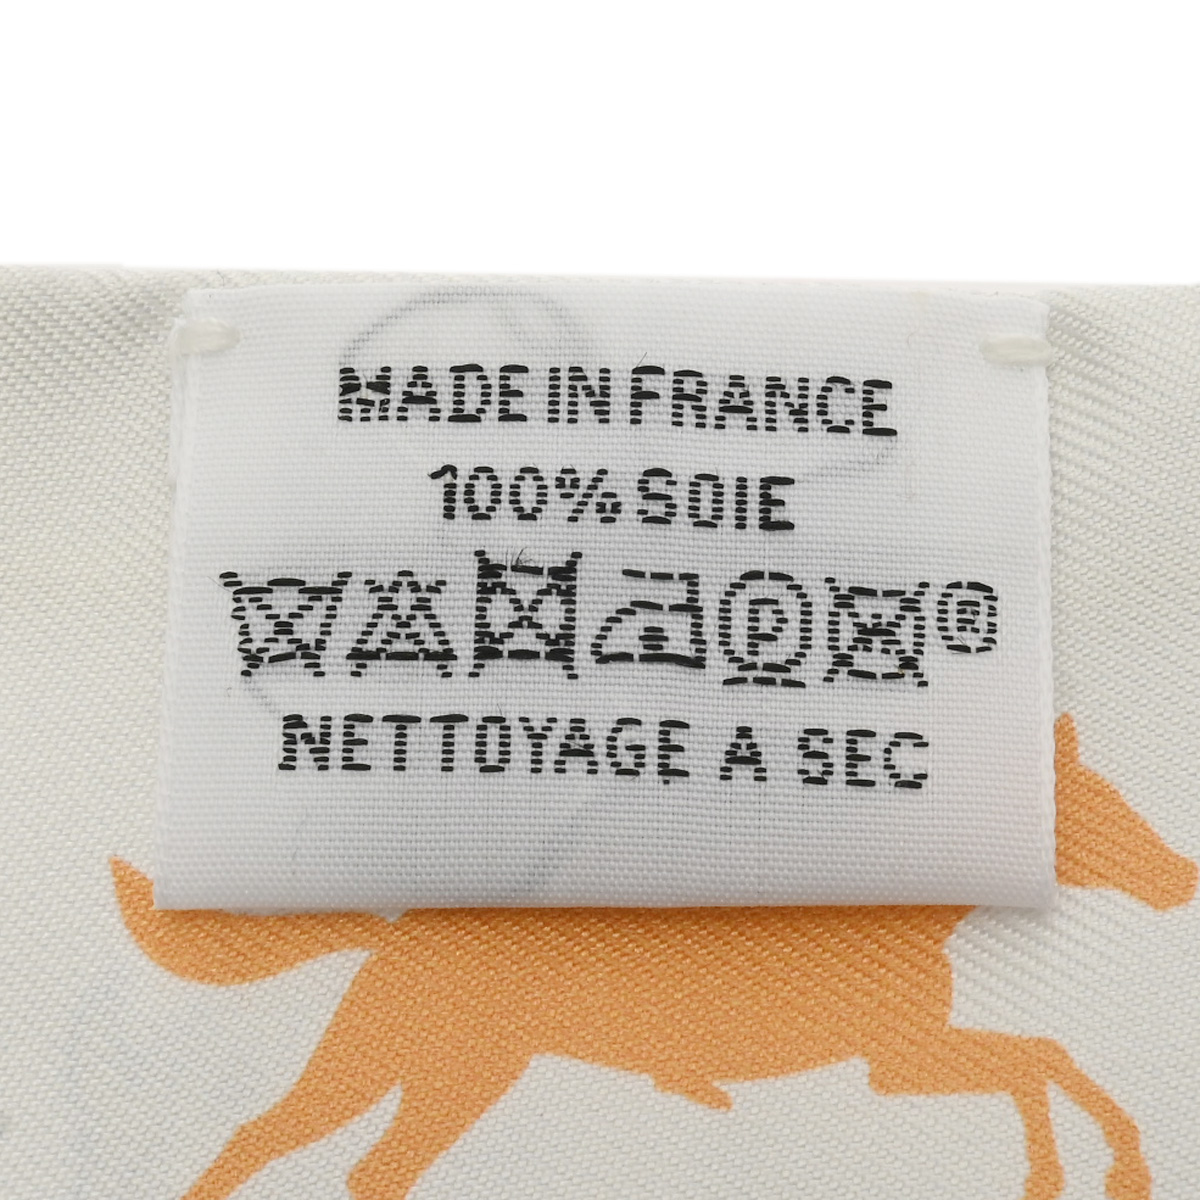 MADE IN FRANCE
100% SOIE
P ®
NETTOYAGE A SEC